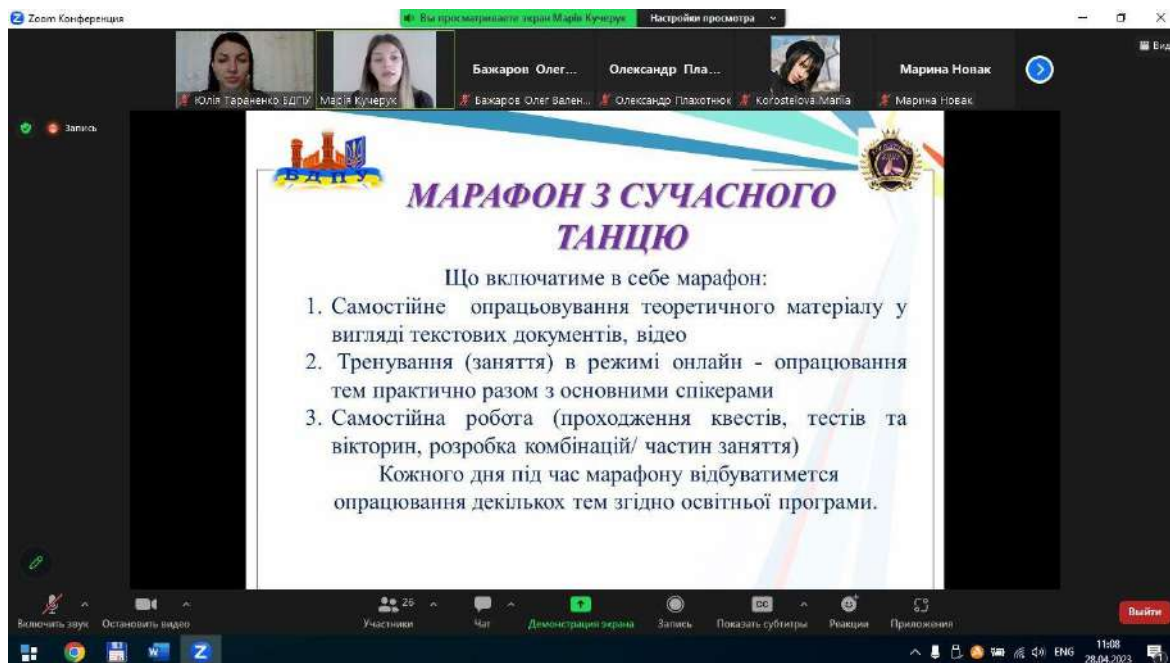 Zoom Конференция
Вы просматриваете экран Марія Кучерук
Настройки просмотра
Вид
Бажаров Олег...
Олександр Пла...
Марина Новак
Юлія Тараненко БДПУ
Марія Кучерук
Бажаров Олег Вален...
Олександр Плахотнюк
Korostelova Mariia
Марина Новак
Запись
БДПУ
МАРАФОН З СУЧАСНОГО
ТАНЦЮ
Що включатиме в себе марафон:
1. Самостійне опрацьовування теоретичного матеріалу у
вигляді текстових документів, відео
2. Тренування (заняття) в режимі онлайн - опрацювання
тем практично разом з основними спікерами
3. Самостійна робота (проходження квестів, тестів та
вікторин, розробка комбінацій/ частин заняття)
Кожного дня під час марафону відбуватимется
опрацювання декількох тем згідно освітньої програми.
26
Включить звук
Остановить видео
Участники
Чат
Демонстрация экрана
Запись
CC
Показать субтитры
Реакции
Приложения
Выйти
W
Z
ENG
11:08
28.04.2023